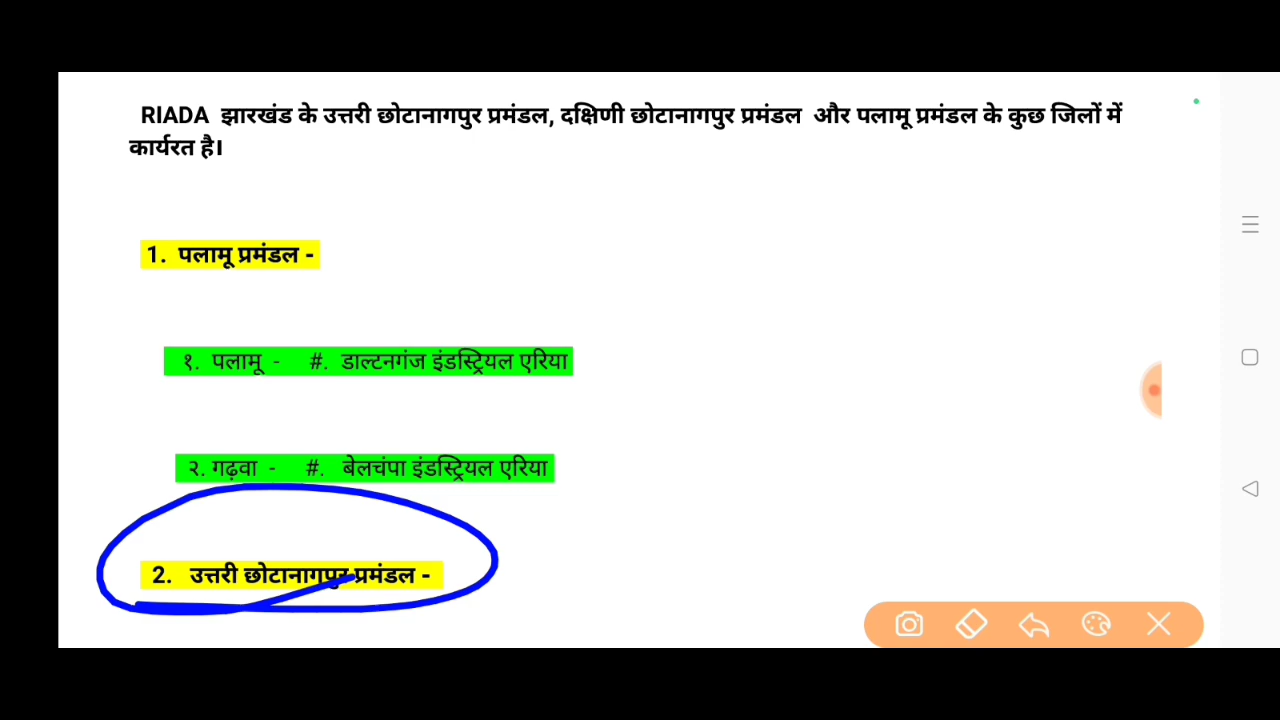 RIADA झारखंड के उत्तरी छोटानागपुर प्रमंडल, दक्षिणी छोटानागपुर प्रमंडल और पलामू प्रमंडल के कुछ जिलों में
कार्यरत है।
1. पलामू प्रमंडल -
१. पलामू - #. डाल्टनगंज इंडस्ट्रियल एरिया
२. गढ़वा - #. बेलचंपा इंडस्ट्रियल एरिया
2. उत्तरी छोटानागपुर प्रमंडल -